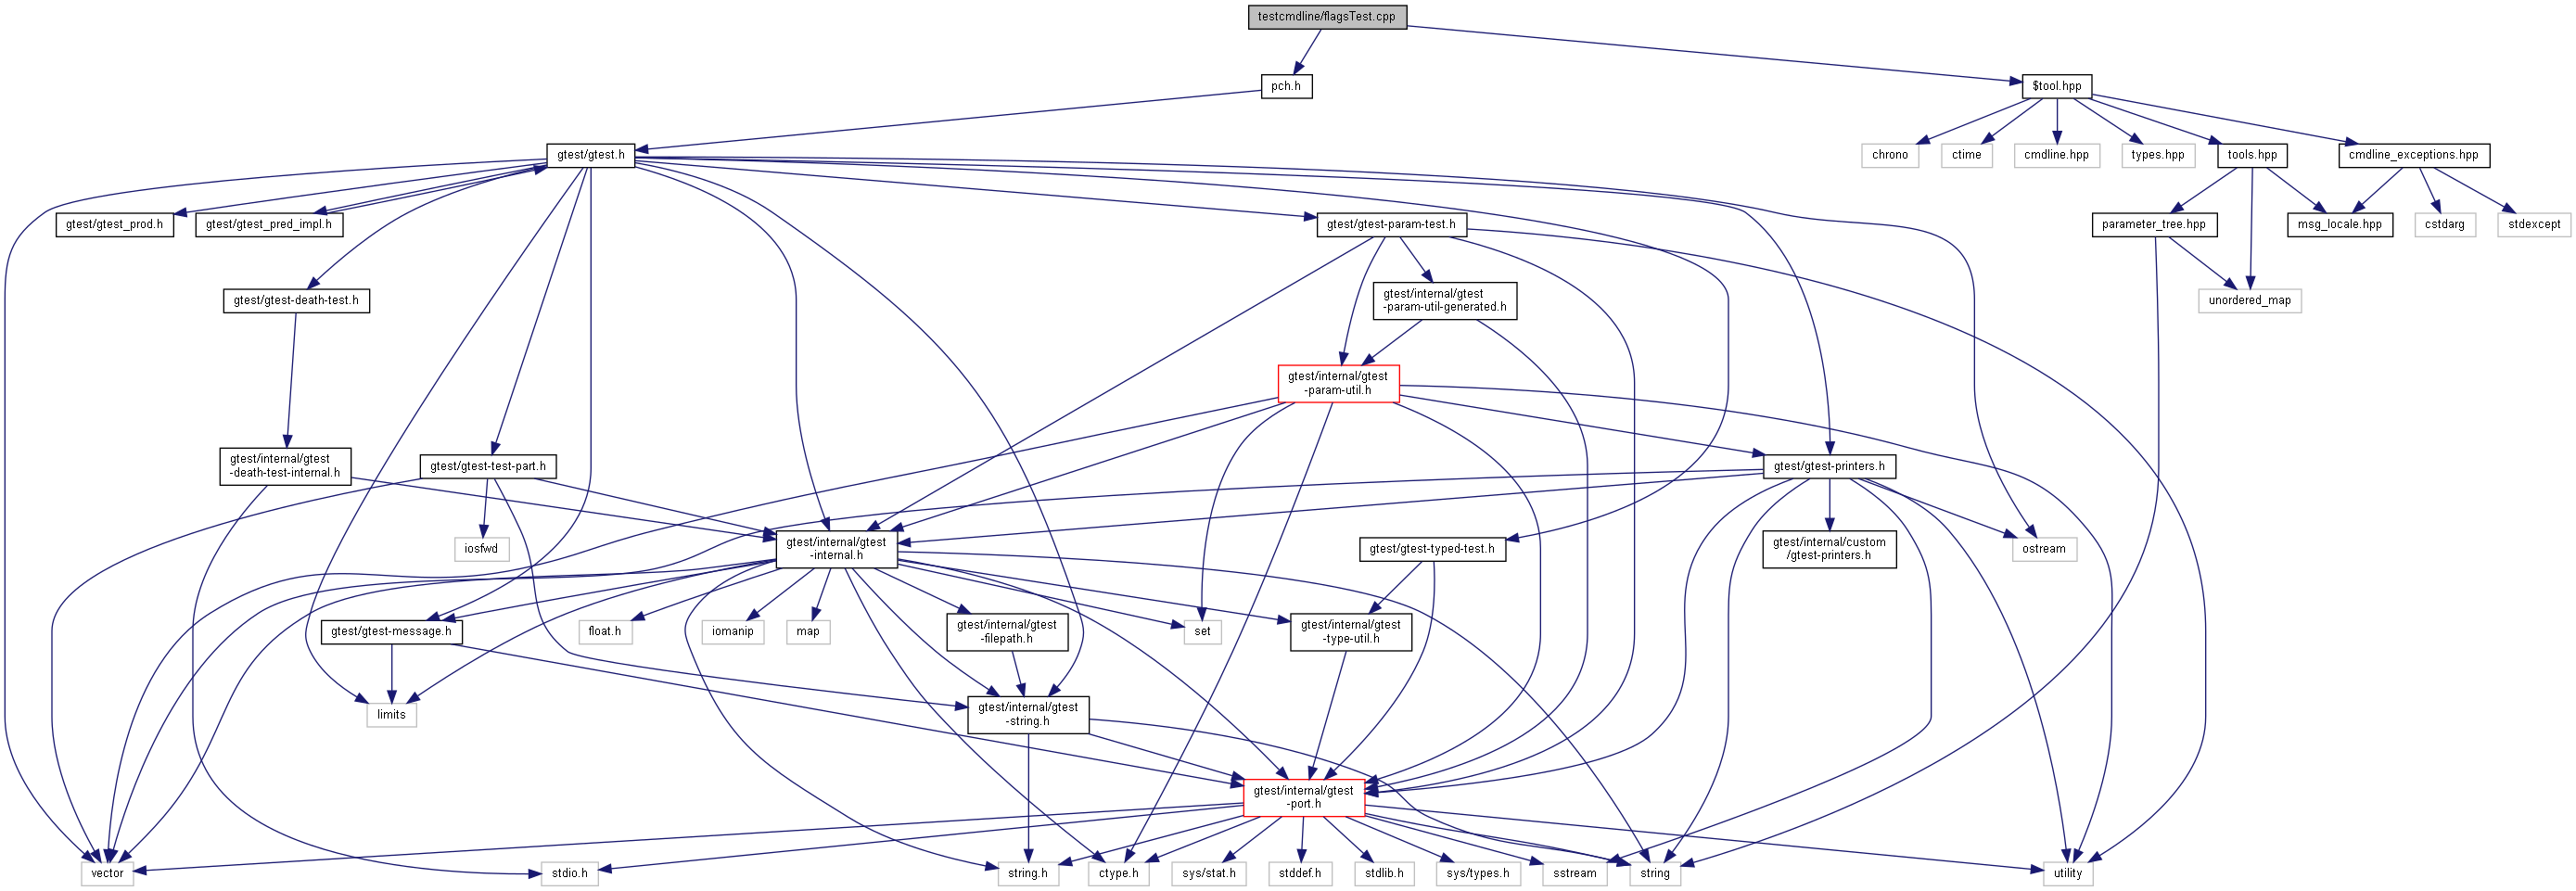 testcmdline/flagsTest.cpp
pch.h
$tool.hpp
gtest/gtest.h
chrono
ctime
cmdline.hpp
types.hpp
tools.hpp
cmdline_exceptions.hpp
gtest/gtest_prod.h
gtest/gtest_pred_impl.h
gtest/gtest-param-test.h
parameter_tree.hpp
msg_locale.hpp
cstdarg
stdexcept
gtest/gtest-death-test.h
gtest/internal/gtest
-param-util-generated.h
unordered_map
gtest/internal/gtest
-param-util.h
gtest/internal/gtest
-death-test-internal.h
gtest/gtest-test-part.h
gtest/gtest-printers.h
iosfwd
gtest/internal/gtest
-internal.h
gtest/gtest-typed-test.h
gtest/internal/custom
/gtest-printers.h
ostream
gtest/gtest-message.h
float.h
iomanip
map
gtest/internal/gtest
-filepath.h
set
gtest/internal/gtest
-type-util.h
limits
gtest/internal/gtest
-string.h
gtest/internal/gtest
-port.h
vector
stdio.h
string.h
ctype.h
sys/stat.h
stddef.h
stdlib.h
sys/types.h
sstream
string
utility